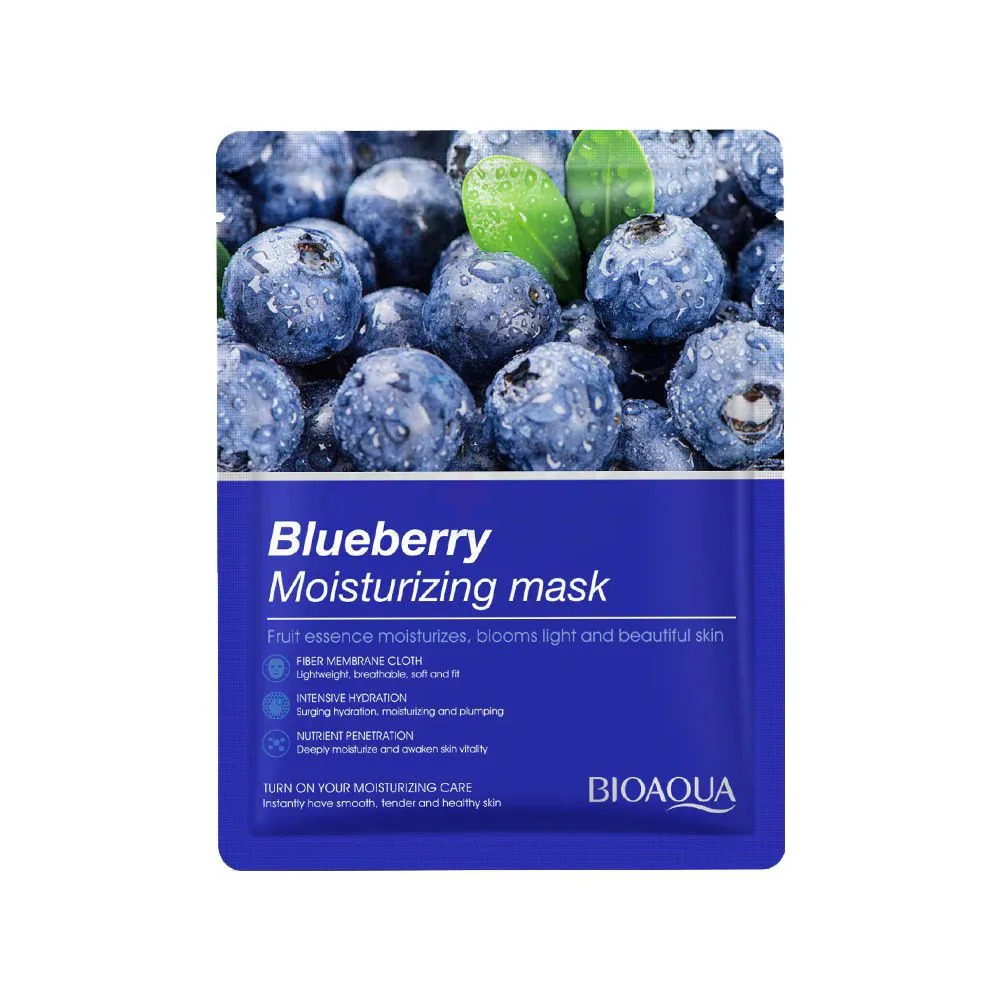 Blueberry
Moisturizing mask
Fruit essence moisturizes, blooms light and beautiful skin
FIBER MEMBRANE CLOTH
Lightweight, breathable, soft and fit
INTENSIVE HYDRATION
Surging hydration, moisturizing and plumping
NUTRIENT PENETRATION
Deeply moisturize and awaken skin vitality
TURN ON YOUR MOISTURIZING CARE
Instantly have smooth, tender and healthy skin
BIOAQUA